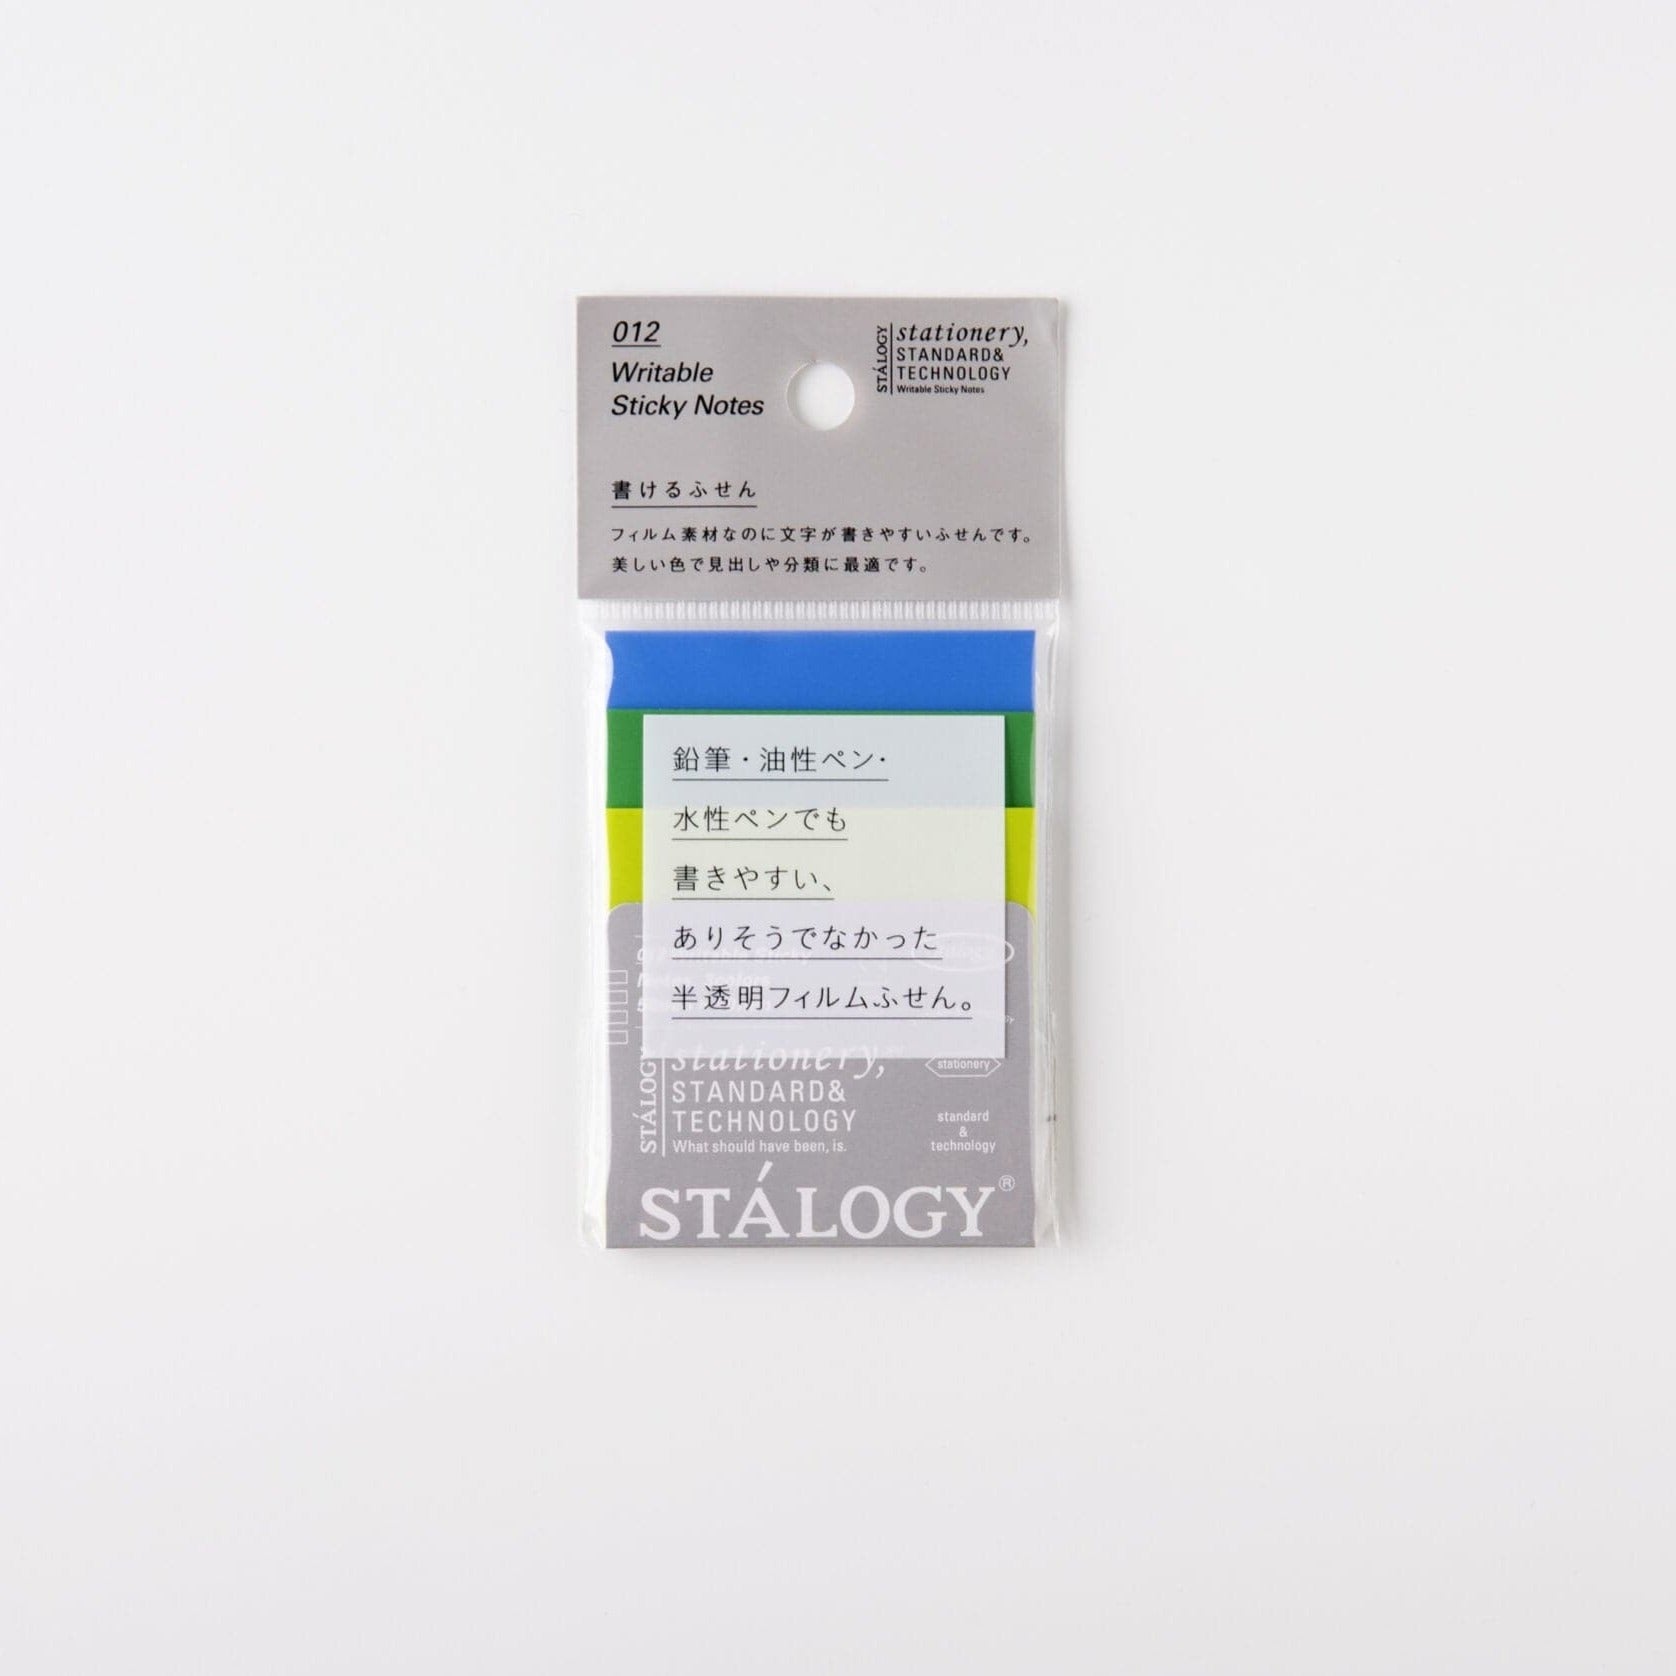 012
Writable
Sticky Notes
STÁLOGY
stationery,
STANDARD&
TECHNOLOGY
Writable Sticky Notes
書けるふせん
フィルム素材なのに文字が書きやすいふせんです。
美しい色で見出しや分類に最適です。
鉛筆・油性ペン・
水性ペンでも
書きやすい、
ありそうでなかった
半透明フィルムふせん。
STÁLOGY
stationery,
STANDARD&
TECHNOLOGY
What should have been, is.
stationery
standard
&
technology
STÁLOGY®